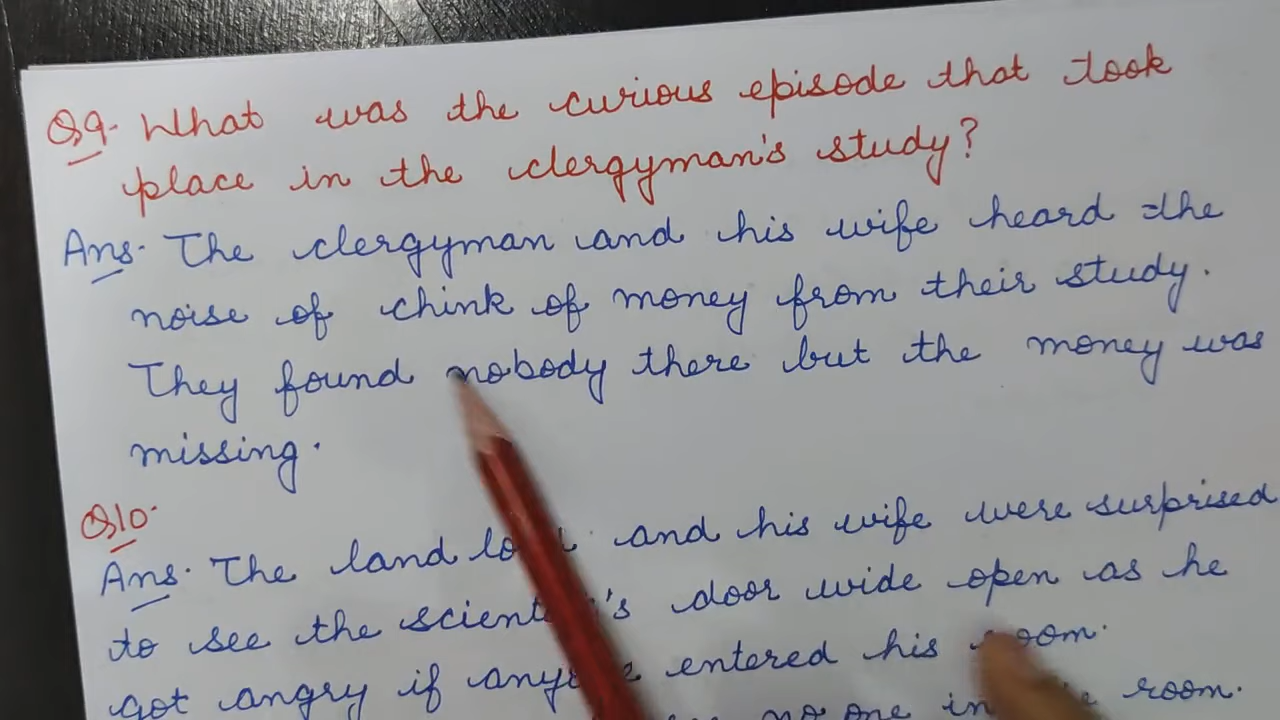 Q9. What was the curious episode that took
place in the clergyman's study?
Ans. The clergyman and his wife heard the
noise of chink of money from their study.
They found nobody there but the money was
missing.
Q10.
Ans. The land and his wife were surprised
to see the door wide open as he
got angry if entered his room.
no one in room.